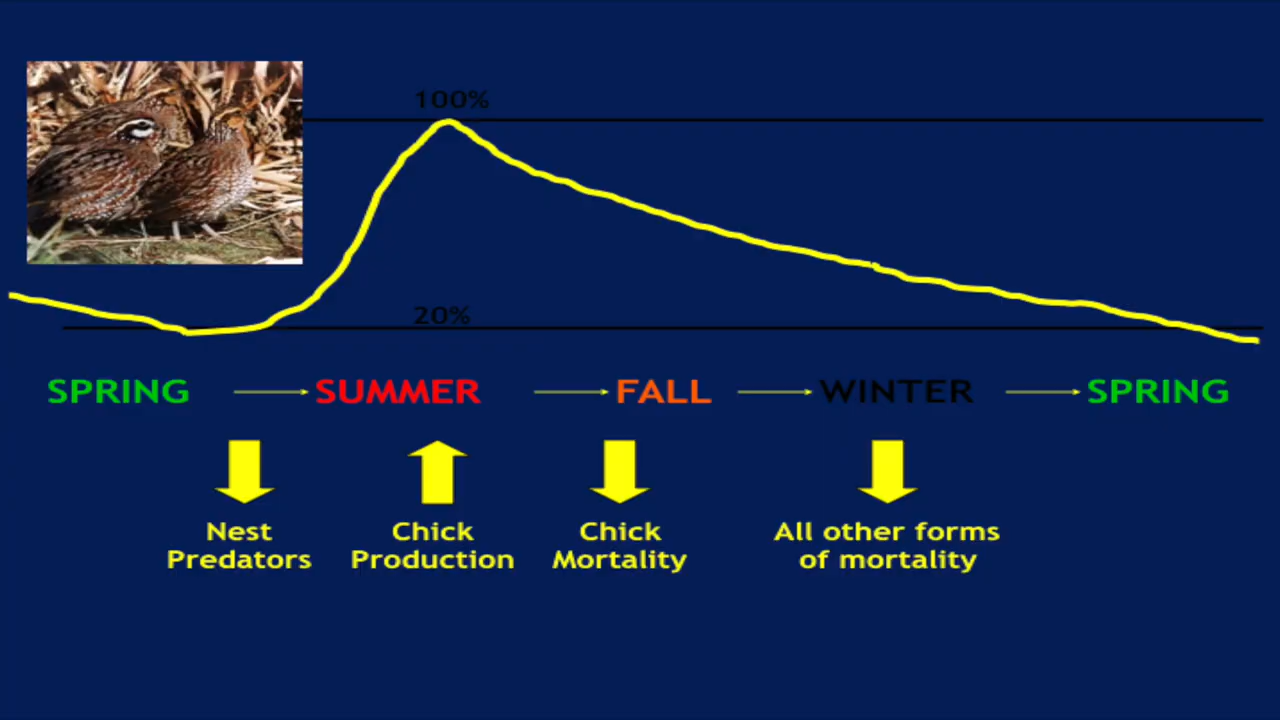 100%
20%
SPRING SUMMER FALL WINTER SPRING
Nest
Predators
Chick
Production
Chick
Mortality
All other forms
of mortality